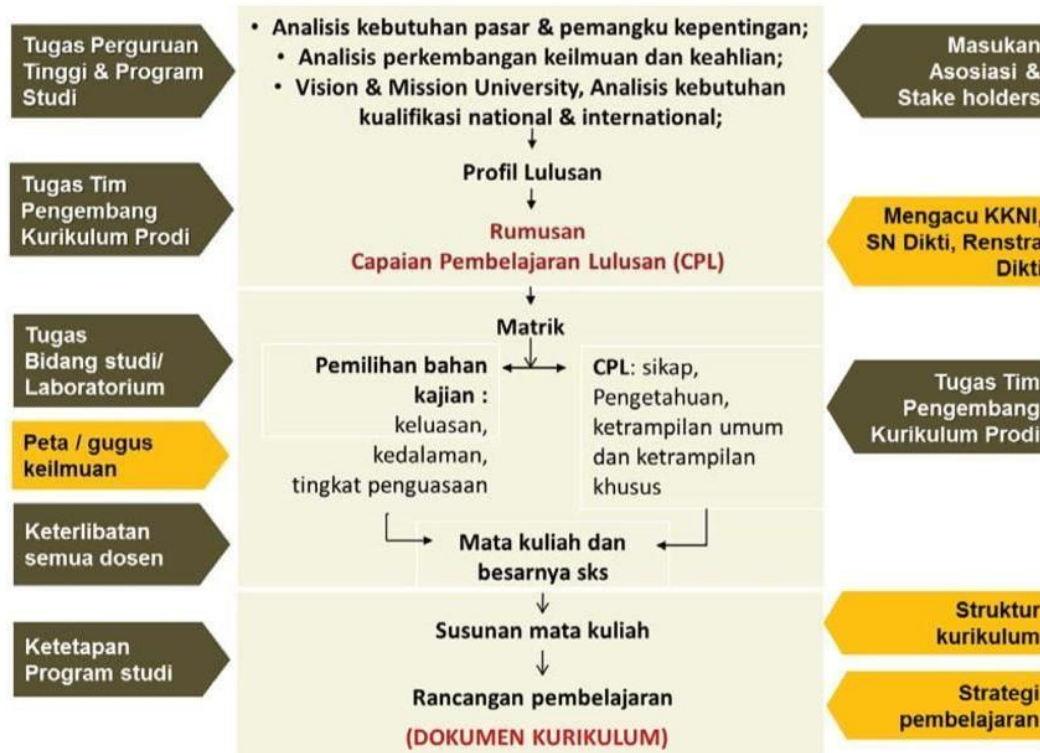 Tugas Perguruan
Tinggi & Program
Studi
• Analisis kebutuhan pasar & pemangku kepentingan;
• Analisis perkembangan keilmuan dan keahlian;
• Vision & Mission University, Analisis kebutuhan
kualifikasi national & international;
Masukan
Asosiasi &
Stake holders
Tugas Tim
Pengembang
Kurikulum Prodi
Profil Lulusan
Rumusan
Capaian Pembelajaran Lulusan (CPL)
Mengacu KKNI,
SN Dikti, Renstra
Dikti
Tugas
Bidang studi/
Laboratorium
Matrik
Pemilihan bahan
kajian :
keluasan,
kedalaman,
tingkat penguasaan
CPL: sikap,
Pengetahuan,
ketrampilan umum
dan ketrampilan
khusus
Tugas Tim
Pengembang
Kurikulum Prodi
Peta / gugus
keilmuan
Keterlibatan
semua dosen
Mata kuliah dan
besarnya sks
Ketetapan
Program studi
Susunan mata kuliah
Rancangan pembelajaran
(DOKUMEN KURIKULUM)
Struktur
kurikulum
Strategi
pembelajaran